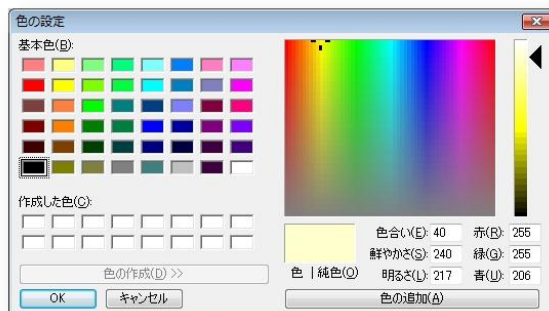 色の設定
基本色(B):
作成した色(C):
色の作成(D) >>
OK
キャンセル
色 | 純色(O)
色合い(E): 40
鮮やかさ(S): 240
明るさ(L): 217
赤(R): 255
緑(G): 255
青(U): 206
色の追加(A)